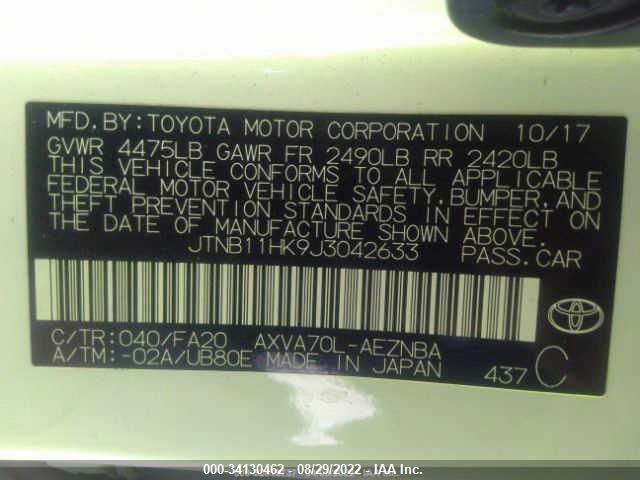 MFD.BY:TOYOTA MOTOR CORPORATION 10/17
GVWR 4475LB GAWR FR 2490LB RR 2420LB
THIS VEHICLE CONFORMS TO ALL APPLICABLE
FEDERAL MOTOR VEHICLE SAFETY,BUMPER,AND
THEFT PREVENTION STANDARDS IN EFFECT ON
THE DATE OF MANUFACTURE SHOWN ABOVE.
JTNB11HK9J3042633 PASS.CAR
C/TR:040/FA20 AXVA70L-AEZNBA
A/TM:-02A/UB80E MADE IN JAPAN 437 C
000-34130462 - 08/29/2022 - IAA Inc.